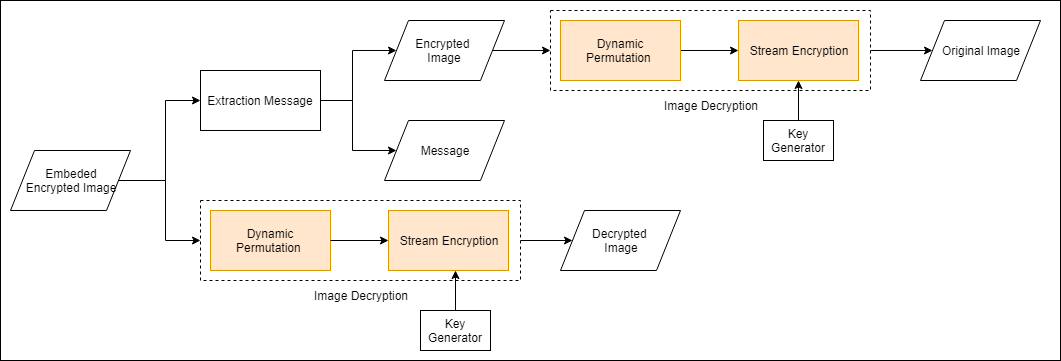 Encrypted
Image
Dynamic
Permutation
Stream Encryption
Original Image
Image Decryption
Key
Generator
Extraction Message
Message
Embeded
Encrypted Image
Dynamic
Permutation
Stream Encryption
Decrypted
Image
Image Decryption
Key
Generator